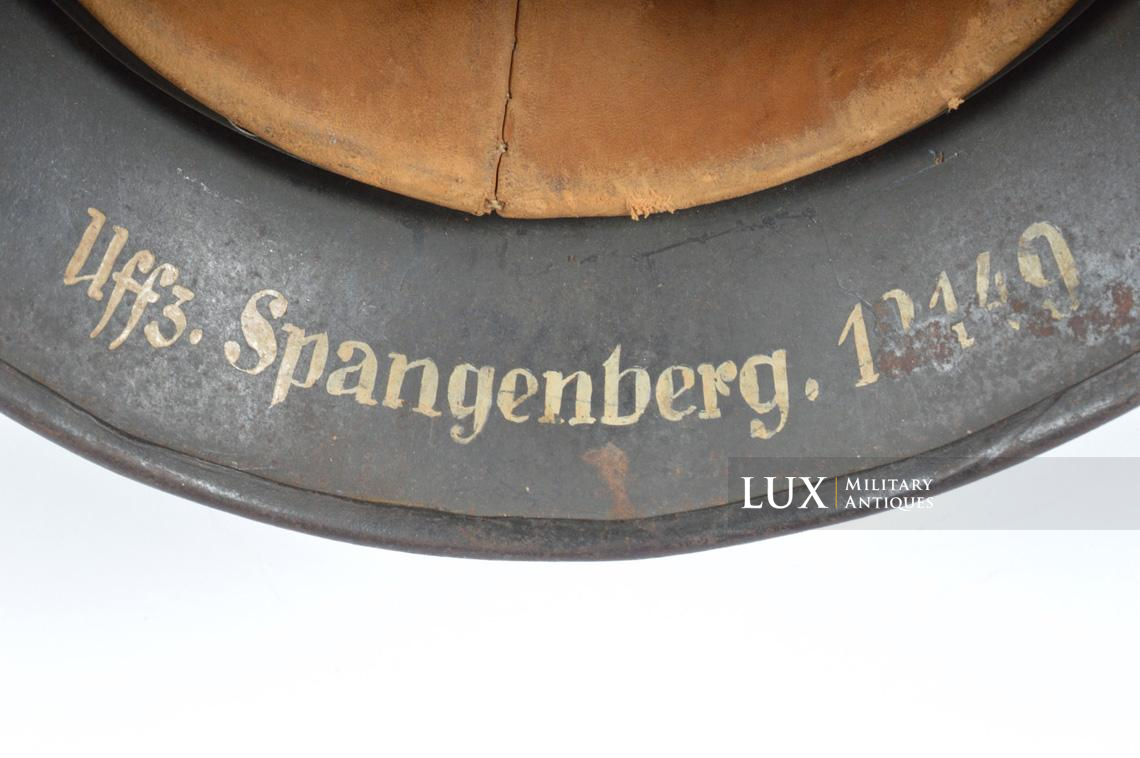 Uffz. Spangenberg.
LUX MILITARY
ANTIQUES